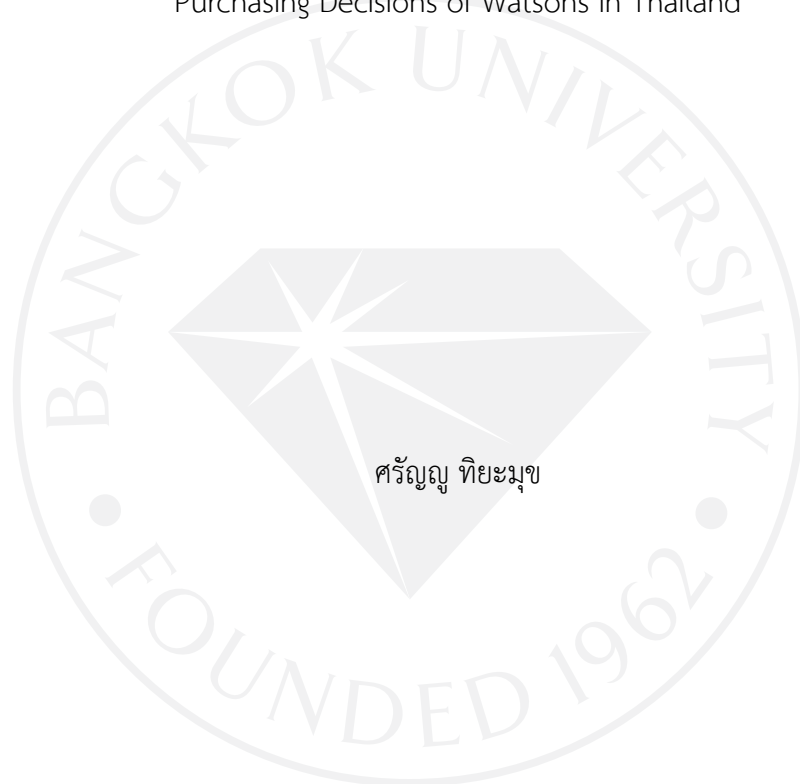 Purchasing Decisions of Watsons in Thailand
BANGKOK UNIVERSITY
ศรัญญู ทิยะมุข
• FOUNDED 1962 •